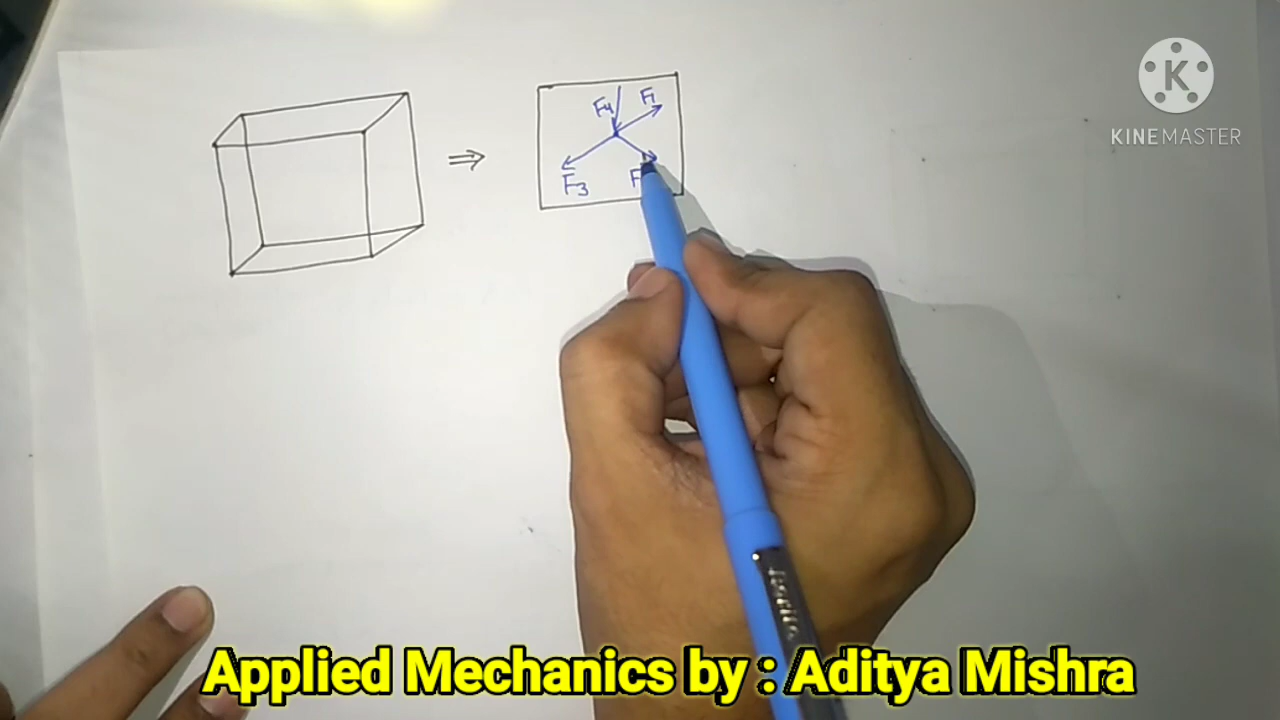 F4 F1
⇒
F3 F
K
KINEMASTER
Applied Mechanics by : Aditya Mishra